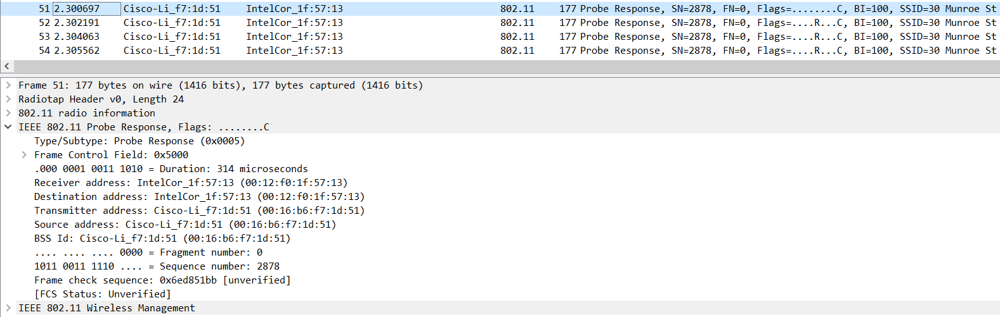 51 2.300697 Cisco-Li_f7:1d:51 IntelCor_1f:57:13 802.11 177 Probe Response, SN=2878, FN=0, Flags=........C, BI=100, SSID=30 Munroe St
52 2.302191 Cisco-Li_f7:1d:51 IntelCor_1f:57:13 802.11 177 Probe Response, SN=2878, FN=0, Flags=....R...C, BI=100, SSID=30 Munroe St
53 2.304063 Cisco-Li_f7:1d:51 IntelCor_1f:57:13 802.11 177 Probe Response, SN=2878, FN=0, Flags=....R...C, BI=100, SSID=30 Munroe St
54 2.305562 Cisco-Li_f7:1d:51 IntelCor_1f:57:13 802.11 177 Probe Response, SN=2878, FN=0, Flags=....R...C, BI=100, SSID=30 Munroe St
Frame 51: 177 bytes on wire (1416 bits), 177 bytes captured (1416 bits)
Radiotap Header v0, Length 24
802.11 radio information
IEEE 802.11 Probe Response, Flags: ........C
Type/Subtype: Probe Response (0x0005)
Frame Control Field: 0x5000
.000 0001 0011 1010 = Duration: 314 microseconds
Receiver address: IntelCor_1f:57:13 (00:12:f0:1f:57:13)
Destination address: IntelCor_1f:57:13 (00:12:f0:1f:57:13)
Transmitter address: Cisco-Li_f7:1d:51 (00:16:b6:f7:1d:51)
Source address: Cisco-Li_f7:1d:51 (00:16:b6:f7:1d:51)
BSS Id: Cisco-Li_f7:1d:51 (00:16:b6:f7:1d:51)
.... .... .... 0000 = Fragment number: 0
1011 0011 1110 .... = Sequence number: 2878
Frame check sequence: 0x6ed851bb [unverified]
[FCS Status: Unverified]
IEEE 802.11 Wireless Management